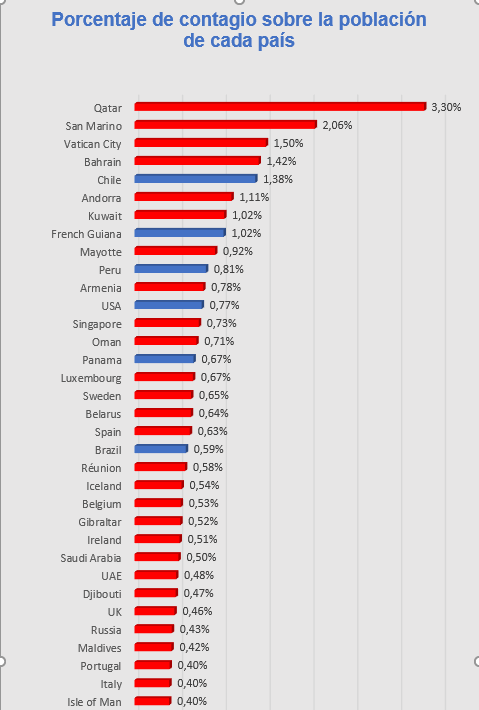 Porcentaje de contagio sobre la población
de cada país
Qatar 3,30%
San Marino 2,06%
Vatican City 1,50%
Bahrain 1,42%
Chile 1,38%
Andorra 1,11%
Kuwait 1,02%
French Guiana 1,02%
Mayotte 0,92%
Peru 0,81%
Armenia 0,78%
USA 0,77%
Singapore 0,73%
Oman 0,71%
Panama 0,67%
Luxembourg 0,67%
Sweden 0,65%
Belarus 0,64%
Spain 0,63%
Brazil 0,59%
Réunion 0,58%
Iceland 0,54%
Belgium 0,53%
Gibraltar 0,52%
Ireland 0,51%
Saudi Arabia 0,50%
UAE 0,48%
Djibouti 0,47%
UK 0,46%
Russia 0,43%
Maldives 0,42%
Portugal 0,40%
Italy 0,40%
Isle of Man 0,40%